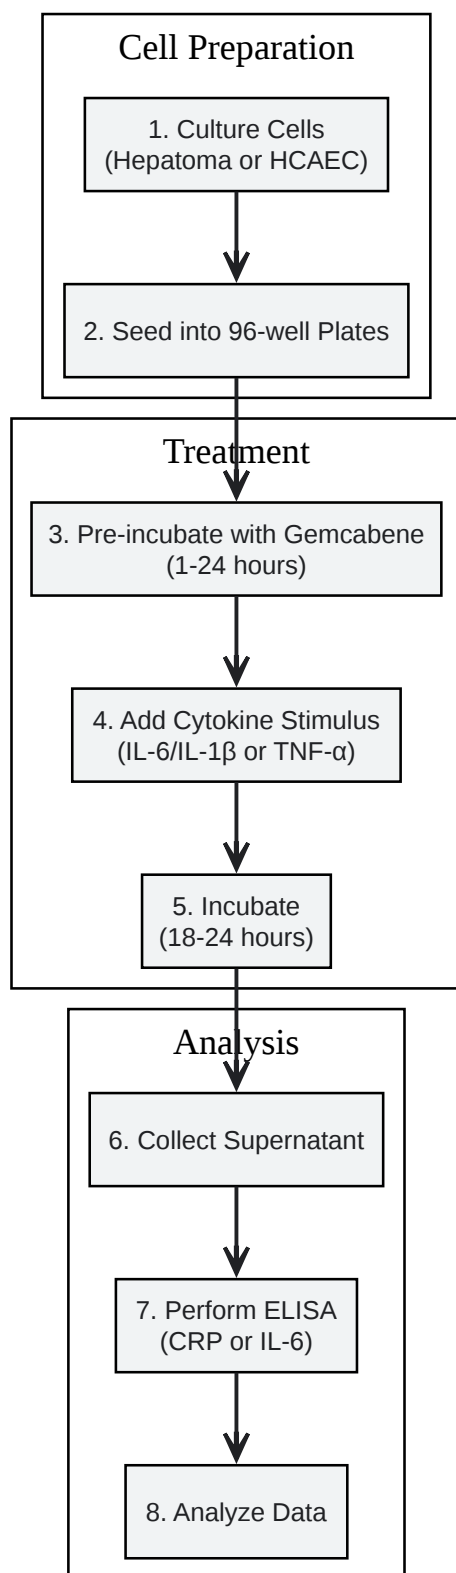 Cell Preparation
1. Culture Cells
(Hepatoma or HCAEC)
2. Seed into 96-well Plates
Treatment
3. Pre-incubate with Gemcabene
(1-24 hours)
4. Add Cytokine Stimulus
(IL-6/IL-1β or TNF-α)
5. Incubate
(18-24 hours)
Analysis
6. Collect Supernatant
7. Perform ELISA
(CRP or IL-6)
8. Analyze Data